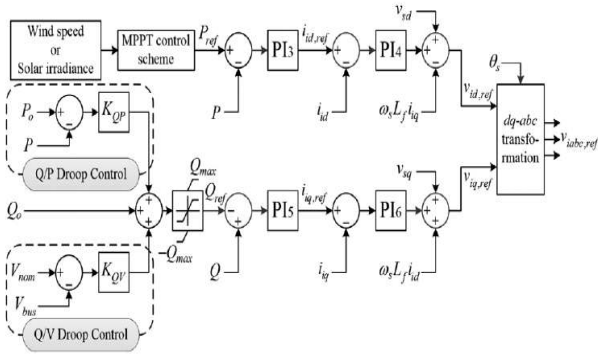 Wind speed
or
Solar irradiance
MPPT control
scheme
P_ref
+
−
P
PI3
i_id,ref
+
−
i_id
PI4
v_sd
+
+
−
ω_sL_fi_iq
v_id,ref
θ_s
dq-abc
transfo-
rmation
v_iabc,ref
P_o
+
−
P
K_QP
Q/P Droop Control
Q_o
+
+
+
Q_max
−Q_max
Q_ref
−
+
Q
PI5
i_iq,ref
+
−
i_iq
PI6
v_sq
+
+
+
ω_sL_fi_id
v_iq,ref
V_nom
+
−
V_bus
K_QV
Q/V Droop Control